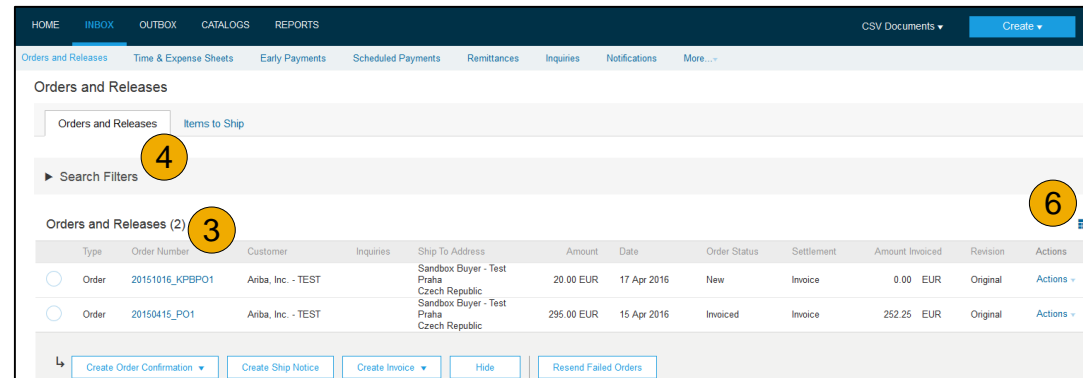 HOME INBOX OUTBOX CATALOGS REPORTS CSV Documents Create
Orders and Releases Time & Expense Sheets Early Payments Scheduled Payments Remittances Inquiries Notifications More...
Orders and Releases
Orders and Releases Items to Ship
4
Search Filters
6
Orders and Releases (2) 3
Type Order Number Customer Inquiries Ship To Address Amount Date Order Status Settlement Amount Invoiced Revision Actions
Order 20151016_KPBPO1 Ariba, Inc. - TEST Sandbox Buyer - Test 20.00 EUR 17 Apr 2016 New Invoice 0.00 EUR Original Actions
Praha
Czech Republic
Order 20150415_PO1 Ariba, Inc. - TEST Sandbox Buyer - Test 295.00 EUR 15 Apr 2016 Invoiced Invoice 252.25 EUR Original Actions
Praha
Czech Republic
Create Order Confirmation Create Ship Notice Create Invoice Hide Resend Failed Orders